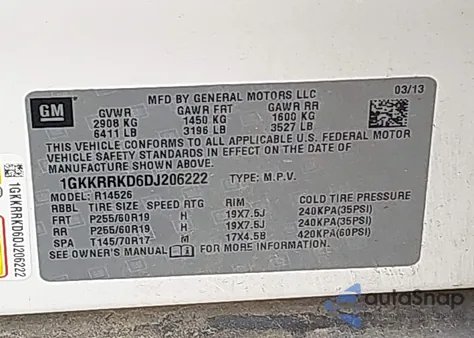 GM
MFD BY GENERAL MOTORS LLC
03/13
GVWR GAWR FRT GAWR RR
2908 KG 1450 KG 1600 KG
6411 LB 3196 LB 3527 LB
THIS VEHICLE CONFORMS TO ALL APPLICABLE U.S. FEDERAL MOTOR
VEHICLE SAFETY STANDARDS IN EFFECT ON THE DATE OF
MANUFACTURE SHOWN ABOVE.
1GKKRRKD6DJ206222 TYPE: M.P.V.
MODEL: R14526
TIRE SIZE SPEED RTG RIM COLD TIRE PRESSURE
FRT P255/60R19 H 19X7.5J 240KPA(35PSI)
RR P255/60R19 H 19X7.5J 240KPA(35PSI)
SPA T145/70R17 M 17X4.5B 420KPA(60PSI)
SEE OWNER'S MANUAL FOR ADDITIONAL INFORMATION.
1GKKRRKD6DJ206222
autoSnap